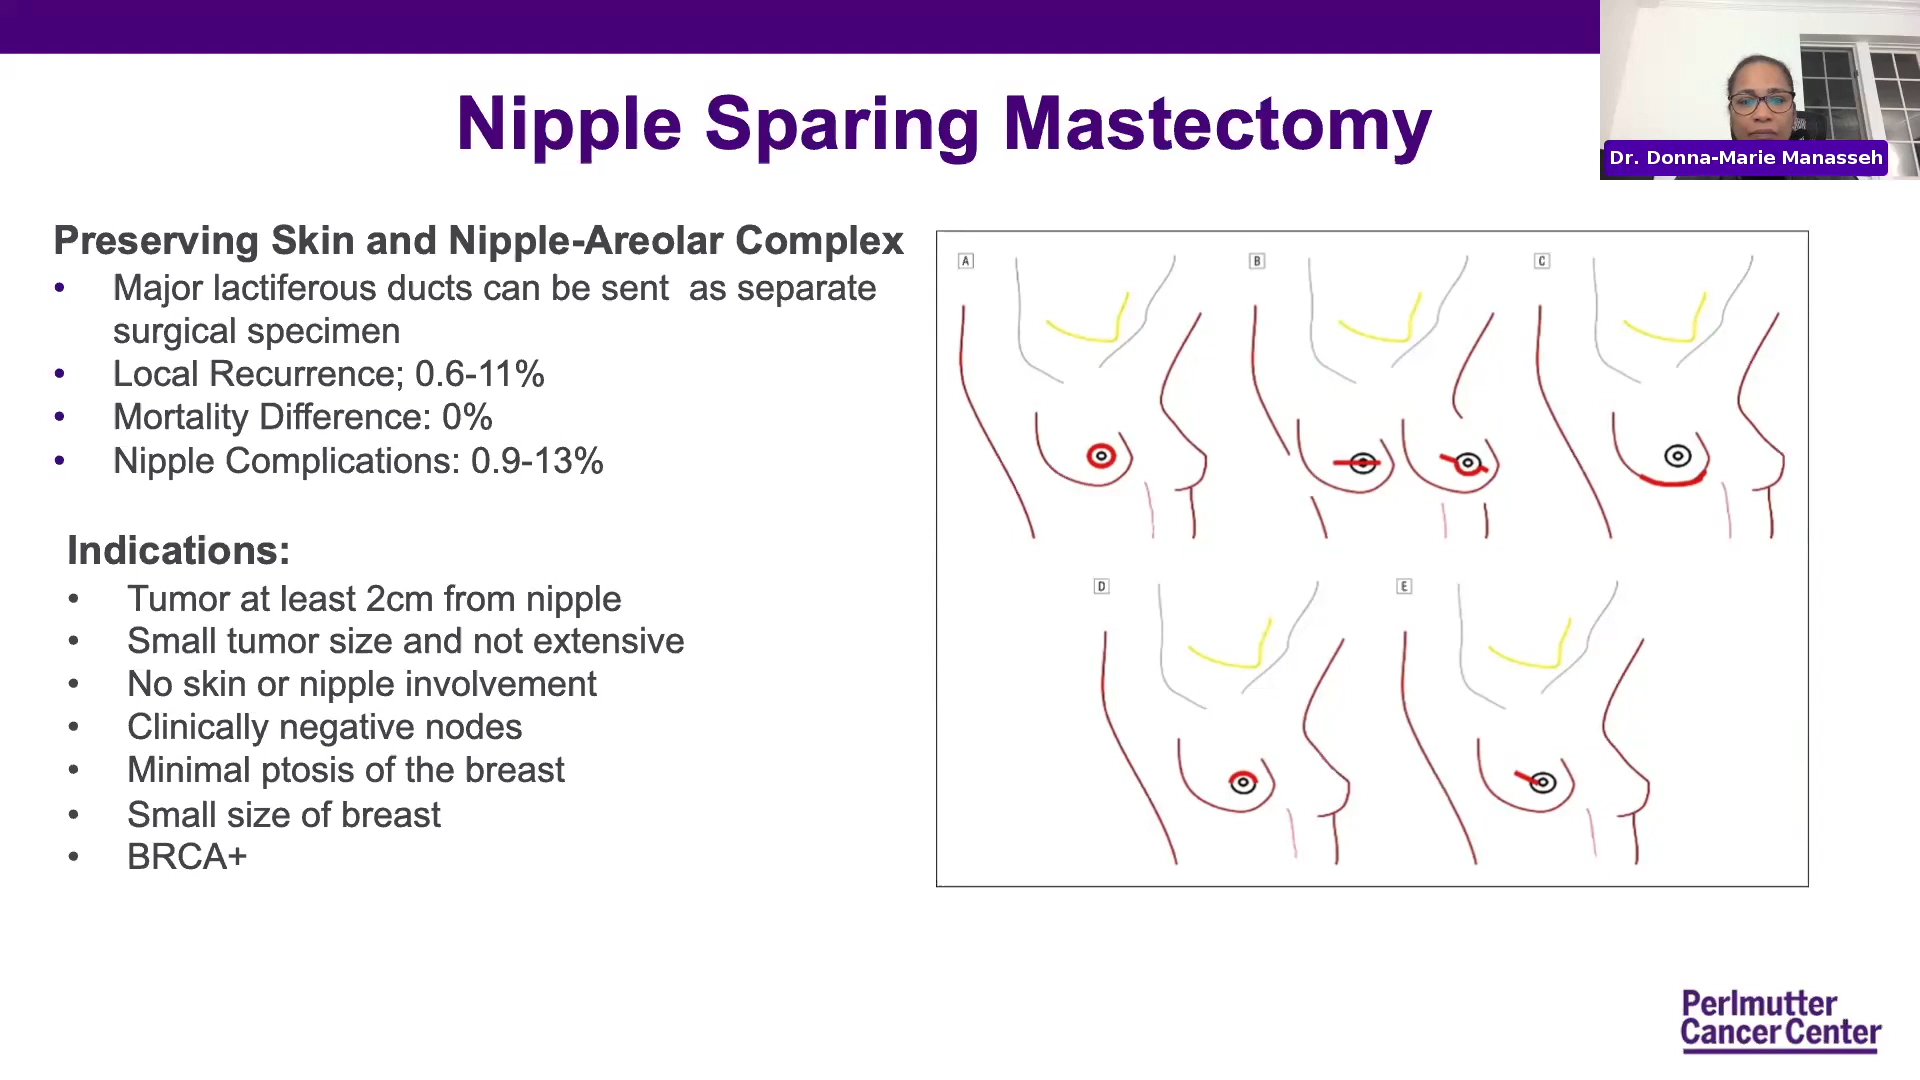 Nipple Sparing Mastectomy
Dr. Donna-Marie Manasseh
Preserving Skin and Nipple-Areolar Complex
• Major lactiferous ducts can be sent as separate
surgical specimen
• Local Recurrence; 0.6-11%
• Mortality Difference: 0%
• Nipple Complications: 0.9-13%
Indications:
• Tumor at least 2cm from nipple
• Small tumor size and not extensive
• No skin or nipple involvement
• Clinically negative nodes
• Minimal ptosis of the breast
• Small size of breast
• BRCA+
A
B
C
D
E
Perlmutter
Cancer Center